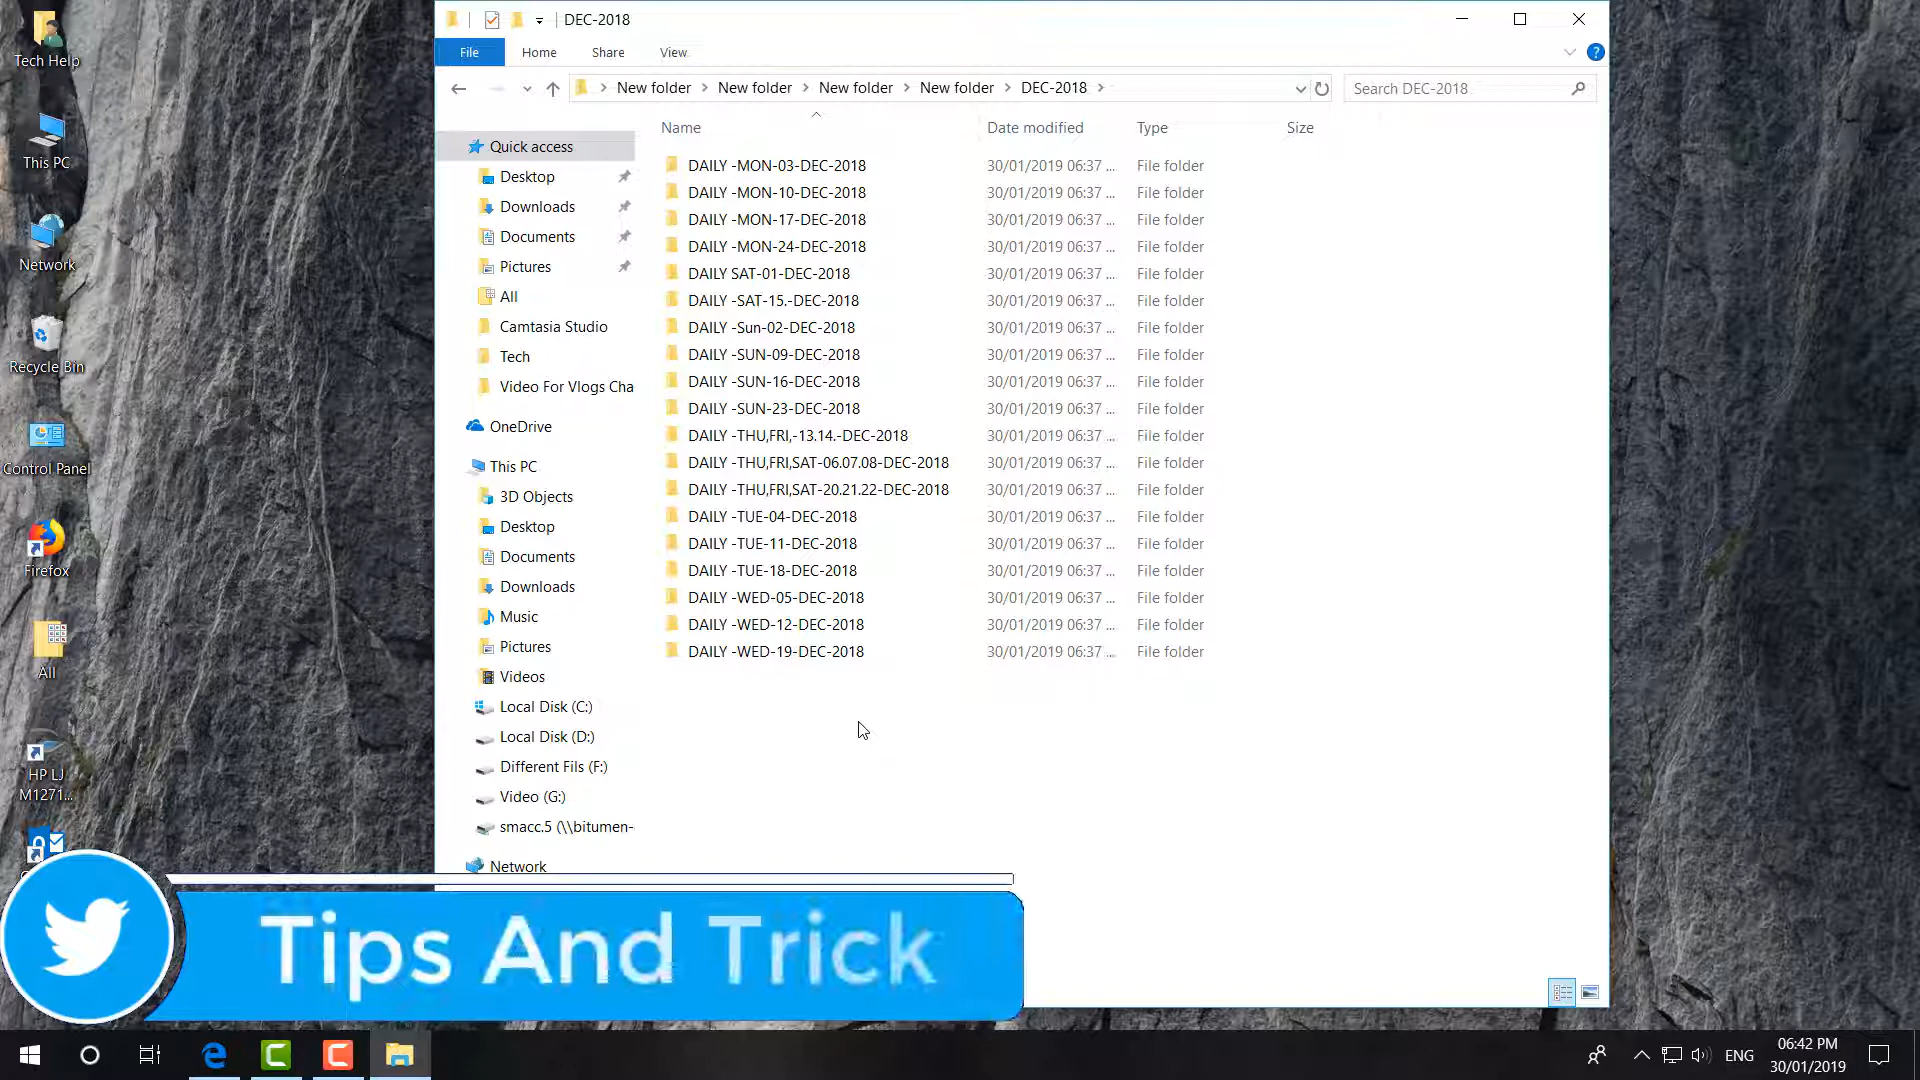 Tech Help
This PC
Network
Recycle Bin
Control Panel
Firefox
All
HP LJ
M1271...
DEC-2018
File
Home
Share
View
New folder
New folder
New folder
New folder
DEC-2018
Search DEC-2018
Name
Date modified
Type
Size
Quick access
Desktop
Downloads
Documents
Pictures
All
Camtasia Studio
Tech
Video For Vlogs Cha
OneDrive
This PC
3D Objects
Desktop
Documents
Downloads
Music
Pictures
Videos
Local Disk (C:)
Local Disk (D:)
Different Fils (F:)
Video (G:)
smacc.5 (\\bitumen-
Network
DAILY -MON-03-DEC-2018 30/01/2019 06:37 ... File folder
DAILY -MON-10-DEC-2018 30/01/2019 06:37 ... File folder
DAILY -MON-17-DEC-2018 30/01/2019 06:37 ... File folder
DAILY -MON-24-DEC-2018 30/01/2019 06:37 ... File folder
DAILY SAT-01-DEC-2018 30/01/2019 06:37 ... File folder
DAILY -SAT-15.-DEC-2018 30/01/2019 06:37 ... File folder
DAILY -Sun-02-DEC-2018 30/01/2019 06:37 ... File folder
DAILY -SUN-09-DEC-2018 30/01/2019 06:37 ... File folder
DAILY -SUN-16-DEC-2018 30/01/2019 06:37 ... File folder
DAILY -SUN-23-DEC-2018 30/01/2019 06:37 ... File folder
DAILY -THU,FRI,-13.14.-DEC-2018 30/01/2019 06:37 ... File folder
DAILY -THU,FRI,SAT-06.07.08-DEC-2018 30/01/2019 06:37 ... File folder
DAILY -THU,FRI,SAT-20.21.22-DEC-2018 30/01/2019 06:37 ... File folder
DAILY -TUE-04-DEC-2018 30/01/2019 06:37 ... File folder
DAILY -TUE-11-DEC-2018 30/01/2019 06:37 ... File folder
DAILY -TUE-18-DEC-2018 30/01/2019 06:37 ... File folder
DAILY -WED-05-DEC-2018 30/01/2019 06:37 ... File folder
DAILY -WED-12-DEC-2018 30/01/2019 06:37 ... File folder
DAILY -WED-19-DEC-2018 30/01/2019 06:37 ... File folder
Tips And Trick
ENG
06:42 PM
30/01/2019